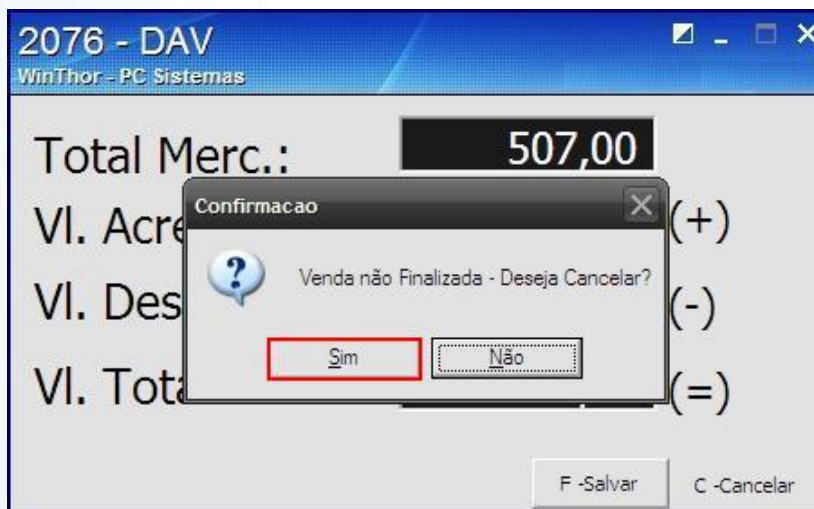 2076 - DAV
WinThor - PC Sistemas
Total Merc.:
507,00
Confirmacao
Vl. Acre
(+)
Venda não Finalizada - Deseja Cancelar?
Vl. Des
(-)
Sim
Não
Vl. Tota
(=)
F -Salvar
C -Cancelar